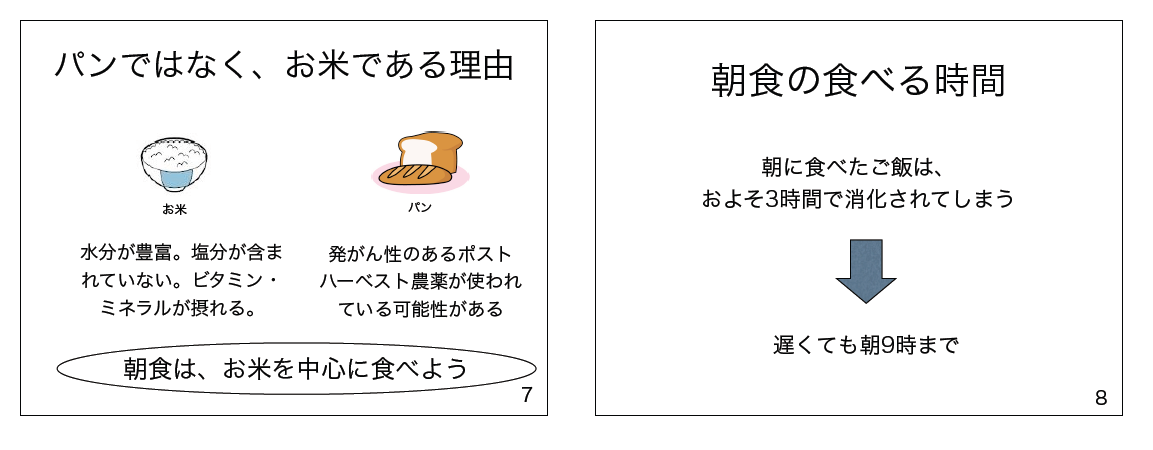 パンではなく、お米である理由
お米
パン
水分が豊富。塩分が含ま
れていない。ビタミン・
ミネラルが摂れる。
発がん性のあるポスト
ハーベスト農薬が使われ
ている可能性がある
朝食は、お米を中心に食べよう
7
朝食の食べる時間
朝に食べたご飯は、
およそ3時間で消化されてしまう
遅くても朝9時まで
8